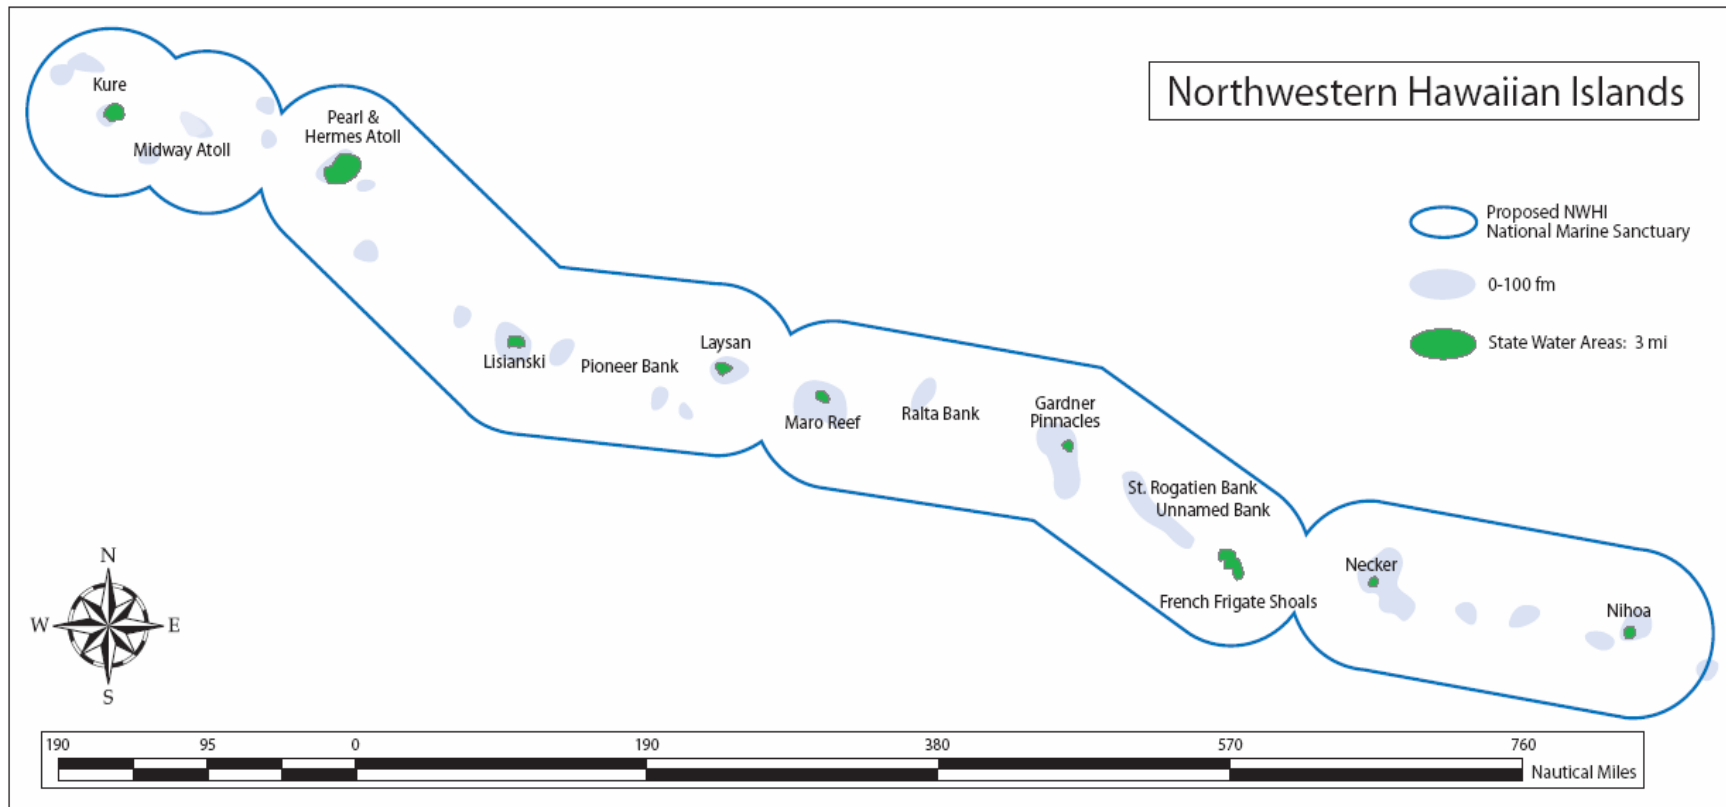 Northwestern Hawaiian Islands
Kure
Midway Atoll
Pearl &
Hermes Atoll
Proposed NWHI
National Marine Sanctuary
0-100 fm
State Water Areas: 3 mi
Lisianski
Pioneer Bank
Laysan
Maro Reef
Ralta Bank
Gardner
Pinnacles
St. Rogatien Bank
Unnamed Bank
French Frigate Shoals
Necker
Nihoa
N
W E
S
190 95 0 190 380 570 760
Nautical Miles